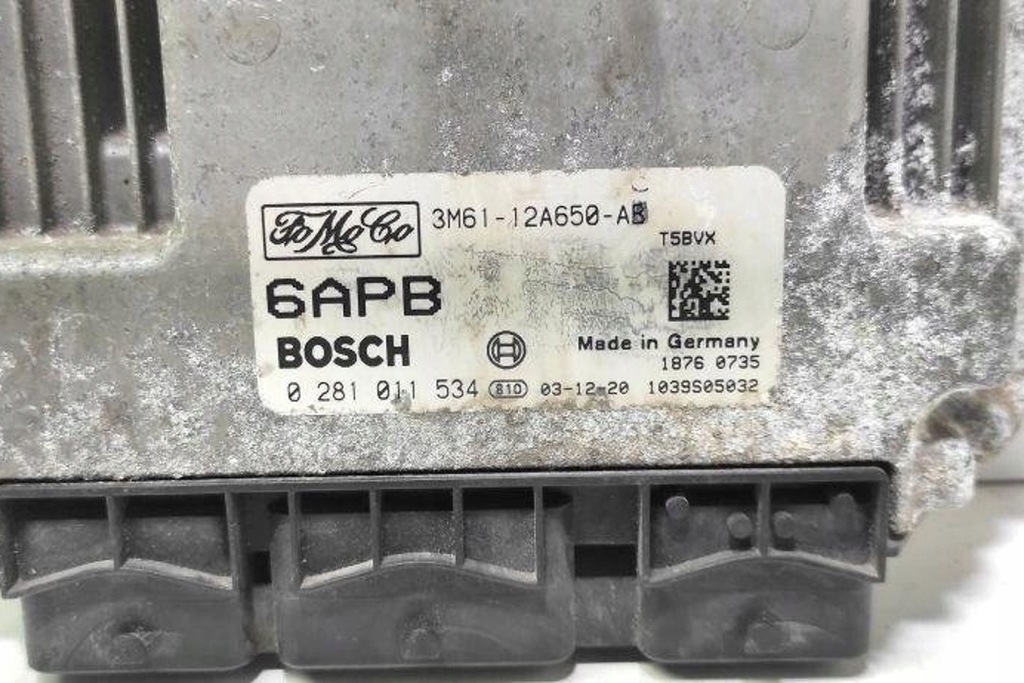 FoMoCo 3M61-12A650-AB
T5BVX
6APB
BOSCH Made in Germany
1876 0735
0 281 011 534 810 03-12-20 1039S05032